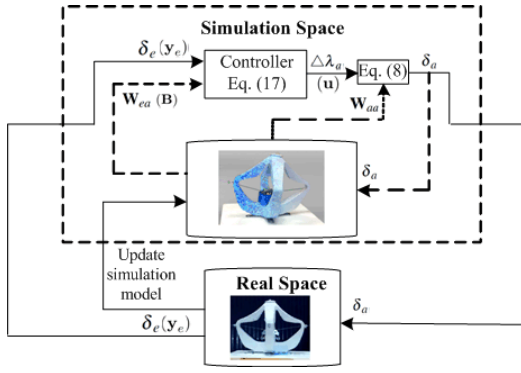 Simulation Space
δₑ(yₑ)
Controller
Eq. (17)
△λₐ
(u)
Eq. (8)
δₐ
Wₑₐ (B)
Wₐₐ
δₐ
Update
simulation
model
Real Space
δₐ
δₑ(yₑ)